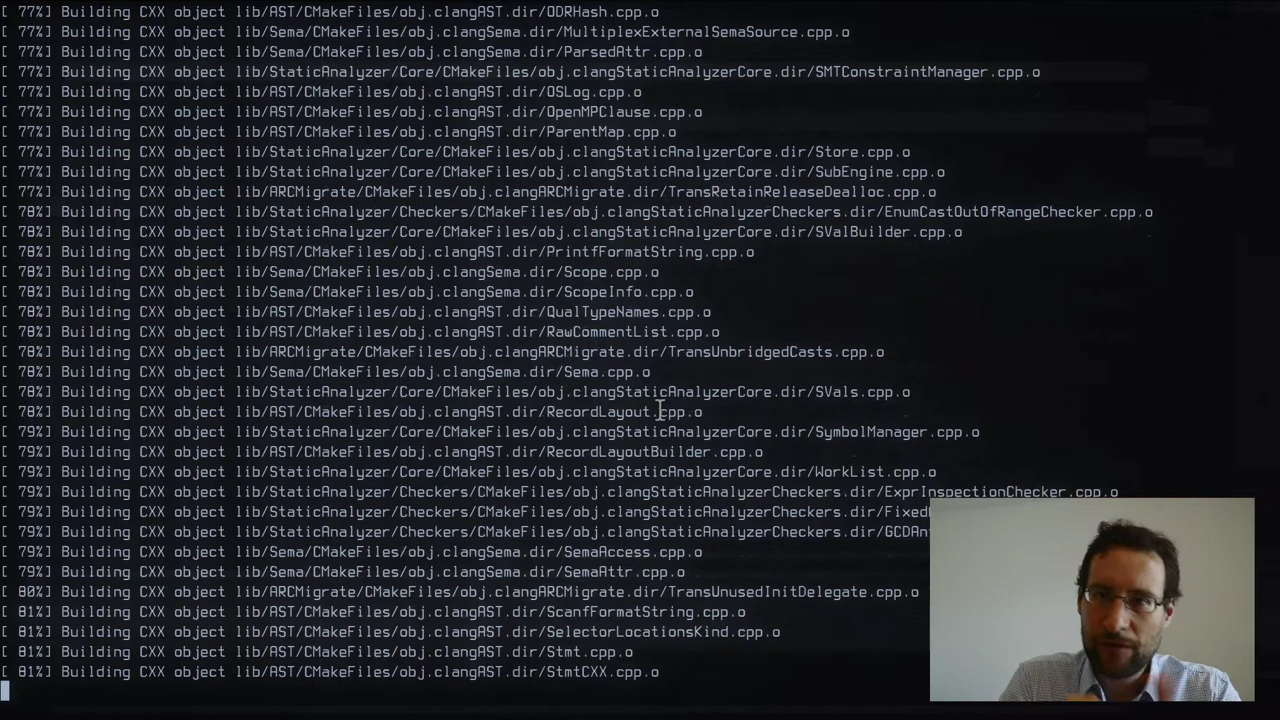 [ 77%] Building CXX object lib/AST/CMakeFiles/obj.clangAST.dir/ODRHash.cpp.o
[ 77%] Building CXX object lib/Sema/CMakeFiles/obj.clangSema.dir/MultiplexExternalSemaSource.cpp.o
[ 77%] Building CXX object lib/Sema/CMakeFiles/obj.clangSema.dir/ParsedAttr.cpp.o
[ 77%] Building CXX object lib/StaticAnalyzer/Core/CMakeFiles/obj.clangStaticAnalyzerCore.dir/SMTConstraintManager.cpp.o
[ 77%] Building CXX object lib/AST/CMakeFiles/obj.clangAST.dir/OSLog.cpp.o
[ 77%] Building CXX object lib/AST/CMakeFiles/obj.clangAST.dir/OpenMPClause.cpp.o
[ 77%] Building CXX object lib/AST/CMakeFiles/obj.clangAST.dir/ParentMap.cpp.o
[ 77%] Building CXX object lib/StaticAnalyzer/Core/CMakeFiles/obj.clangStaticAnalyzerCore.dir/Store.cpp.o
[ 77%] Building CXX object lib/StaticAnalyzer/Core/CMakeFiles/obj.clangStaticAnalyzerCore.dir/SubEngine.cpp.o
[ 77%] Building CXX object lib/ARCMigrate/CMakeFiles/obj.clangARCMigrate.dir/TransRetainReleaseDealloc.cpp.o
[ 78%] Building CXX object lib/StaticAnalyzer/Checkers/CMakeFiles/obj.clangStaticAnalyzerCheckers.dir/EnumCastOutOfRangeChecker.cpp.o
[ 78%] Building CXX object lib/StaticAnalyzer/Core/CMakeFiles/obj.clangStaticAnalyzerCore.dir/SValBuilder.cpp.o
[ 78%] Building CXX object lib/AST/CMakeFiles/obj.clangAST.dir/PrintfFormatString.cpp.o
[ 78%] Building CXX object lib/Sema/CMakeFiles/obj.clangSema.dir/Scope.cpp.o
[ 78%] Building CXX object lib/Sema/CMakeFiles/obj.clangSema.dir/ScopeInfo.cpp.o
[ 78%] Building CXX object lib/AST/CMakeFiles/obj.clangAST.dir/QualTypeNames.cpp.o
[ 78%] Building CXX object lib/AST/CMakeFiles/obj.clangAST.dir/RawCommentList.cpp.o
[ 78%] Building CXX object lib/ARCMigrate/CMakeFiles/obj.clangARCMigrate.dir/TransUnbridgedCasts.cpp.o
[ 78%] Building CXX object lib/Sema/CMakeFiles/obj.clangSema.dir/Sema.cpp.o
[ 78%] Building CXX object lib/StaticAnalyzer/Core/CMakeFiles/obj.clangStaticAnalyzerCore.dir/SVals.cpp.o
[ 78%] Building CXX object lib/AST/CMakeFiles/obj.clangAST.dir/RecordLayout.cpp.o
[ 79%] Building CXX object lib/StaticAnalyzer/Core/CMakeFiles/obj.clangStaticAnalyzerCore.dir/SymbolManager.cpp.o
[ 79%] Building CXX object lib/AST/CMakeFiles/obj.clangAST.dir/RecordLayoutBuilder.cpp.o
[ 79%] Building CXX object lib/StaticAnalyzer/Core/CMakeFiles/obj.clangStaticAnalyzerCore.dir/WorkList.cpp.o
[ 79%] Building CXX object lib/StaticAnalyzer/Checkers/CMakeFiles/obj.clangStaticAnalyzerCheckers.dir/ExprInspectionChecker.cpp.o
[ 79%] Building CXX object lib/StaticAnalyzer/Checkers/CMakeFiles/obj.clangStaticAnalyzerCheckers.dir/Fixed
[ 79%] Building CXX object lib/StaticAnalyzer/Checkers/CMakeFiles/obj.clangStaticAnalyzerCheckers.dir/GCDAn
[ 79%] Building CXX object lib/Sema/CMakeFiles/obj.clangSema.dir/SemaAccess.cpp.o
[ 79%] Building CXX object lib/Sema/CMakeFiles/obj.clangSema.dir/SemaAttr.cpp.o
[ 80%] Building CXX object lib/ARCMigrate/CMakeFiles/obj.clangARCMigrate.dir/TransUnusedInitDelegate.cpp.o
[ 81%] Building CXX object lib/AST/CMakeFiles/obj.clangAST.dir/ScanfFormatString.cpp.o
[ 81%] Building CXX object lib/AST/CMakeFiles/obj.clangAST.dir/SelectorLocationsKind.cpp.o
[ 81%] Building CXX object lib/AST/CMakeFiles/obj.clangAST.dir/Stmt.cpp.o
[ 81%] Building CXX object lib/AST/CMakeFiles/obj.clangAST.dir/StmtCXX.cpp.o